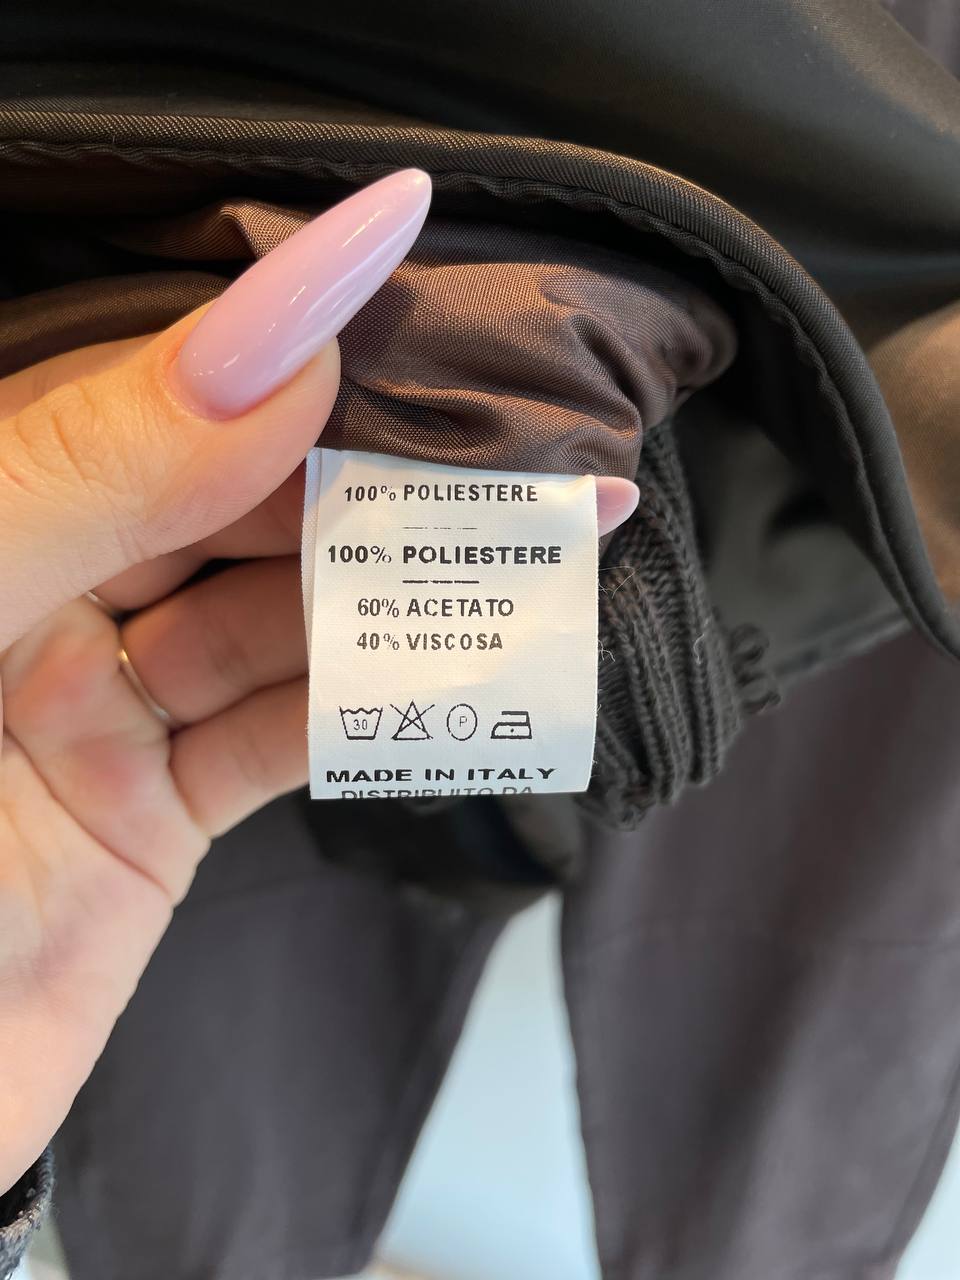 100% POLIESTERE
100% POLIESTERE
60% ACETATO
40% VISCOSA
30 P
MADE IN ITALY
DISTRIBUITO DA